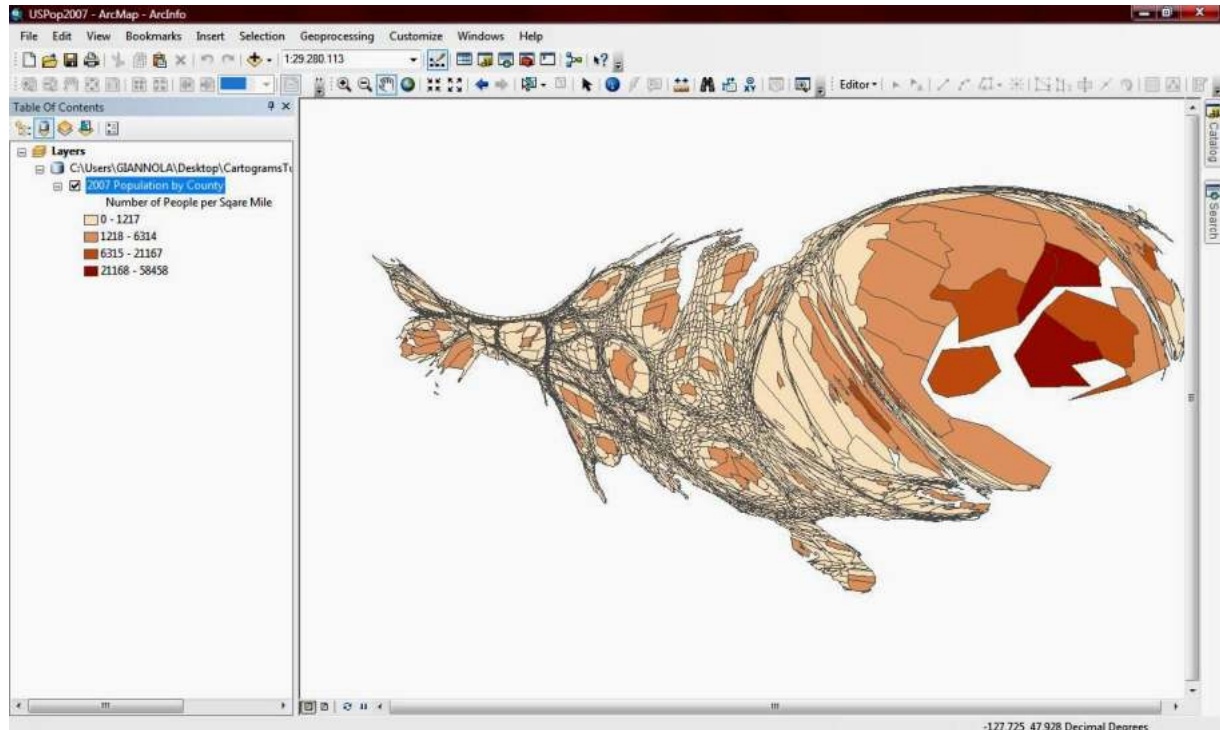 USPop2007 - ArcMap - ArcInfo
File Edit View Bookmarks Insert Selection Geoprocessing Customize Windows Help
1:29.280.113
Editor
Table Of Contents
Layers
C:\Users\GIANNOLA\Desktop\CartogramsTu
2007 Population by County
Number of People per Sqare Mile
0 - 1217
1218 - 6314
6315 - 21167
21168 - 58458
Catalog
Search
-127.725 47.928 Decimal Degrees